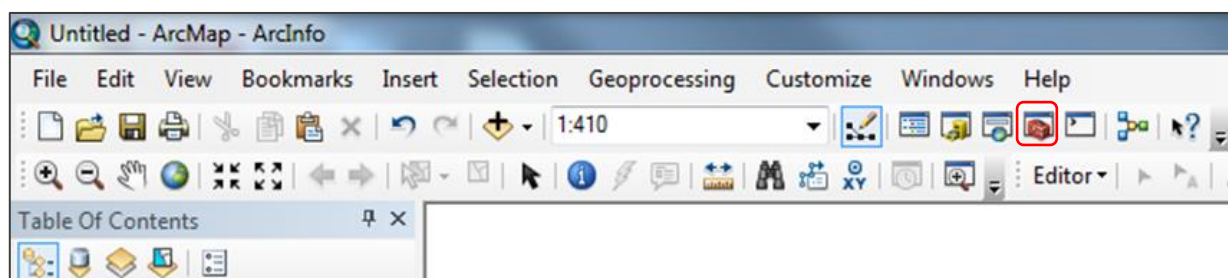 Untitled - ArcMap - ArcInfo
File Edit View Bookmarks Insert Selection Geoprocessing Customize Windows Help
1:410
XY Editor
Table Of Contents